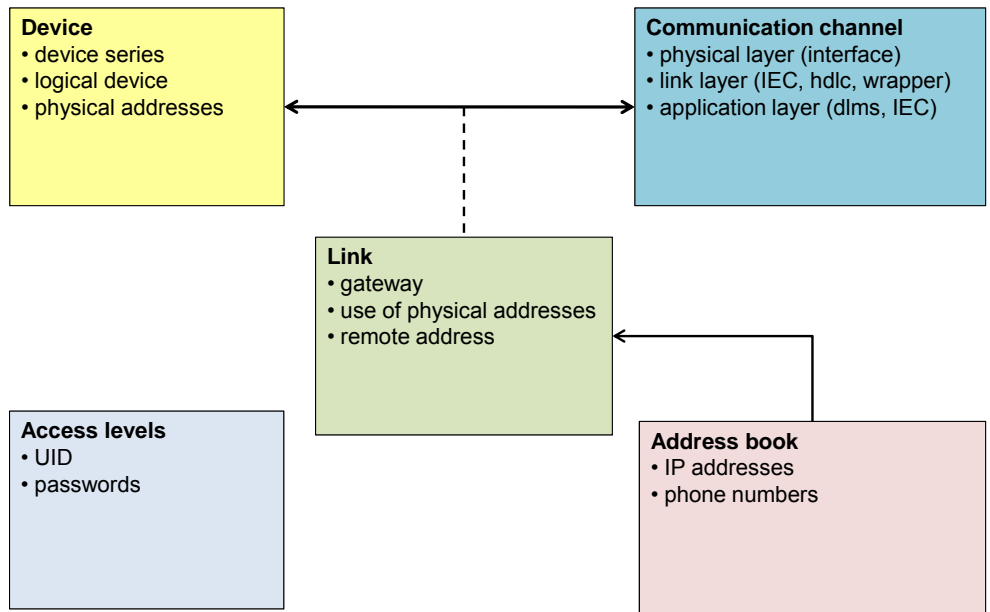 Device
• device series
• logical device
• physical addresses
Communication channel
• physical layer (interface)
• link layer (IEC, hdlc, wrapper)
• application layer (dlms, IEC)
Link
• gateway
• use of physical addresses
• remote address
Access levels
• UID
• passwords
Address book
• IP addresses
• phone numbers